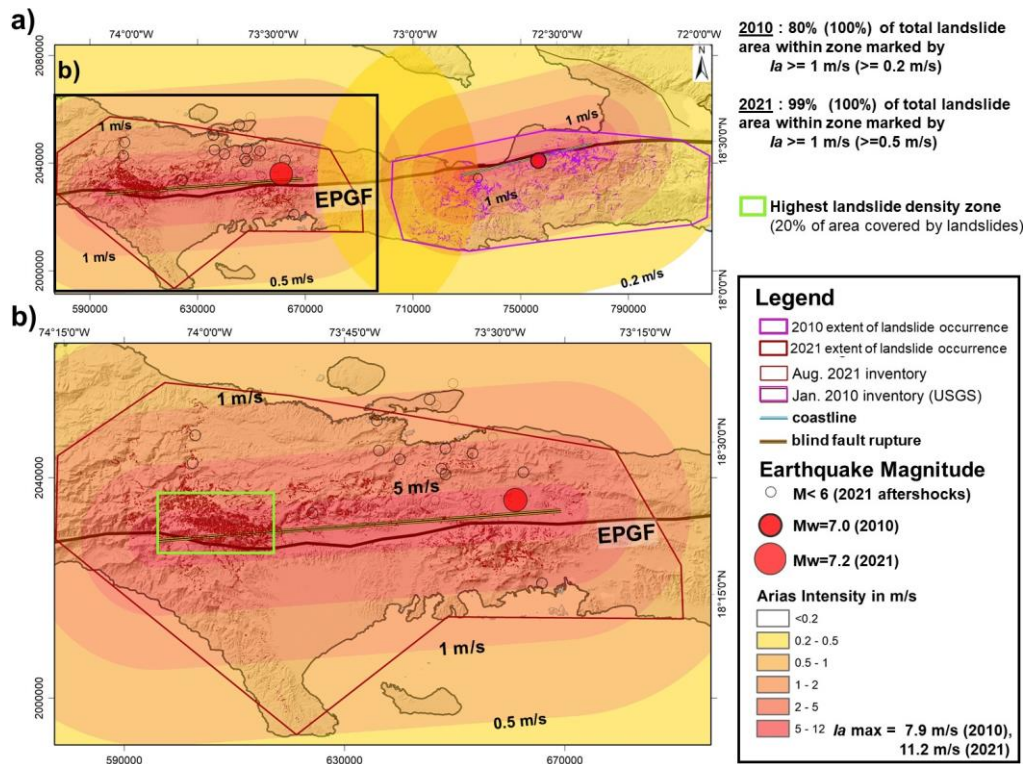 a)
74°0'0"W 73°30'0"W 73°0'0"W 72°30'0"W 72°0'0"W
2080000
2040000
2000000
b)
N
1 m/s
1 m/s
1 m/s
1 m/s
EPGF
0.5 m/s
0.2 m/s
18°30'0"N
18°0'0"N
590000 630000 670000 710000 750000 790000
2010 : 80% (100%) of total landslide
area within zone marked by
Ia >= 1 m/s (>= 0.2 m/s)
2021 : 99% (100%) of total landslide
area within zone marked by
Ia >= 1 m/s (>=0.5 m/s)
Highest landslide density zone
(20% of area covered by landslides)
b)
74°15'0"W 74°0'0"W 73°45'0"W 73°30'0"W 73°15'0"W
1 m/s
5 m/s
EPGF
1 m/s
0.5 m/s
2040000
2000000
18°30'0"N
18°15'0"N
590000 630000 670000
Legend
2010 extent of landslide occurrence
2021 extent of landslide occurrence
Aug. 2021 inventory
Jan. 2010 inventory (USGS)
coastline
blind fault rupture
Earthquake Magnitude
M< 6 (2021 aftershocks)
Mw=7.0 (2010)
Mw=7.2 (2021)
Arias Intensity in m/s
<0.2
0.2 - 0.5
0.5 - 1
1 - 2
2 - 5
5 - 12
Ia max = 7.9 m/s (2010),
11.2 m/s (2021)